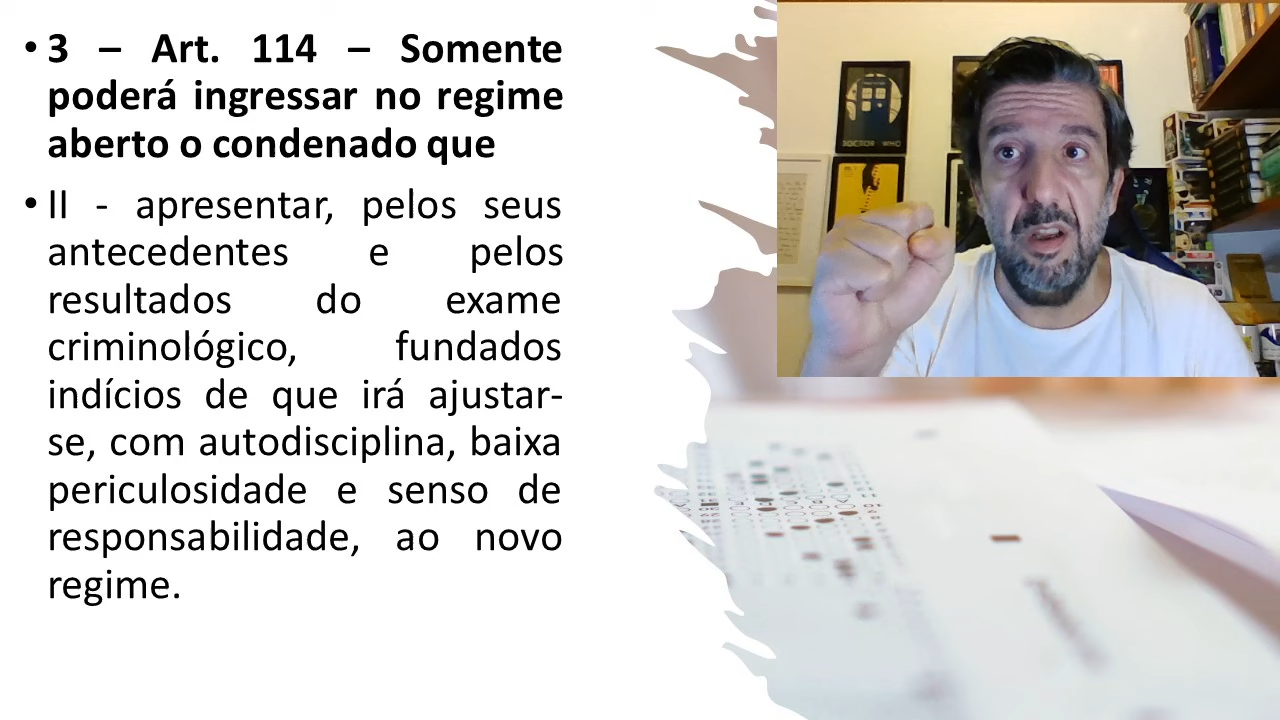 • 3 – Art. 114 – Somente
poderá ingressar no regime
aberto o condenado que
• II - apresentar, pelos seus
antecedentes e pelos
resultados do exame
criminológico, fundados
indícios de que irá ajustar-
se, com autodisciplina, baixa
periculosidade e senso de
responsabilidade, ao novo
regime.
DOCTOR WHO